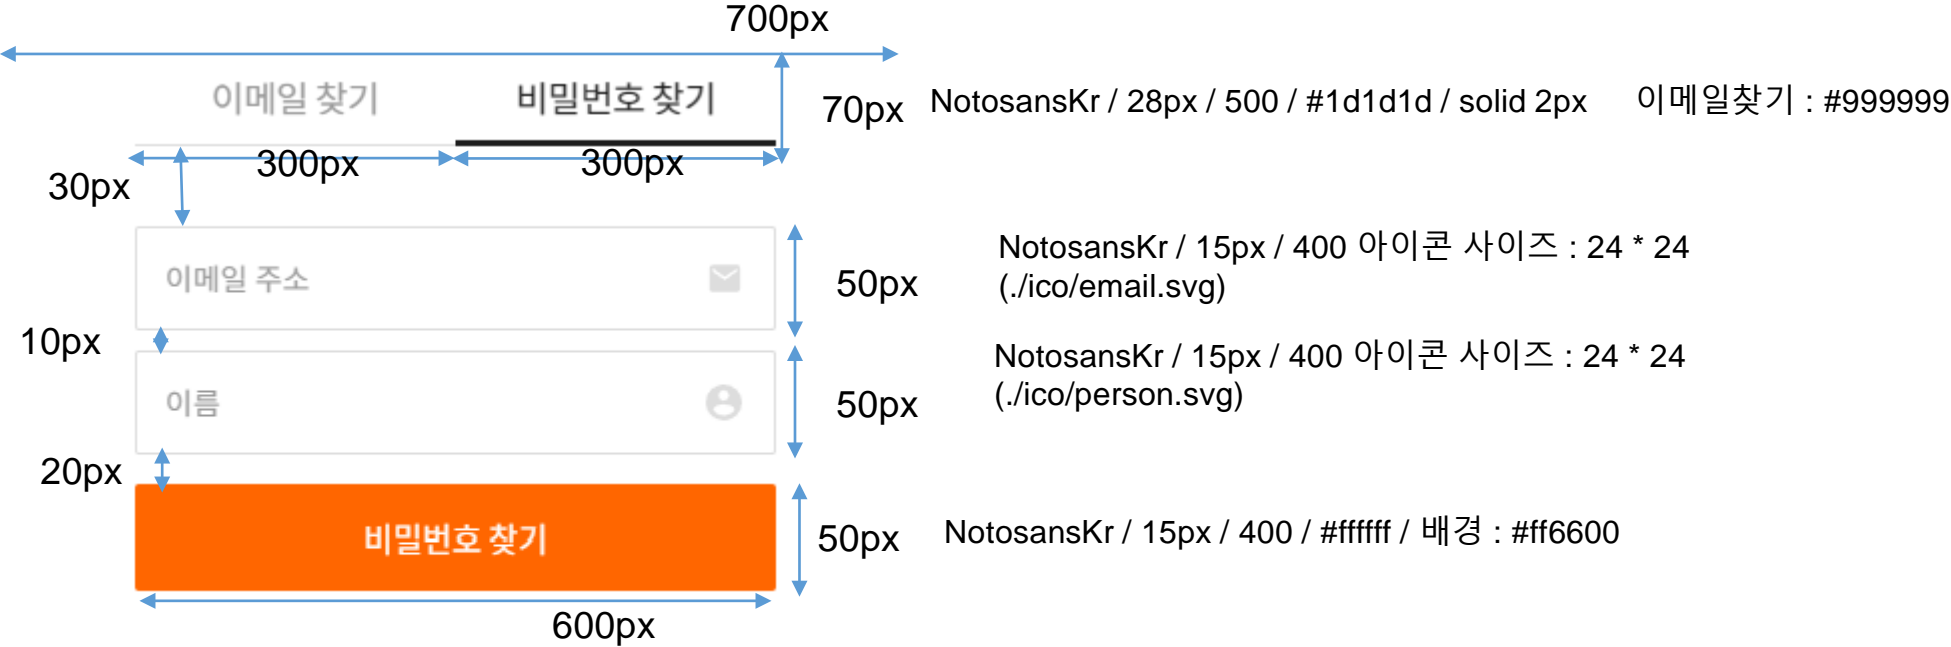 700px
이메일 찾기
비밀번호 찾기
70px
NotosansKr / 28px / 500 / #1d1d1d / solid 2px
이메일찾기 : #999999
300px
300px
30px
이메일 주소
50px
NotosansKr / 15px / 400 아이콘 사이즈 : 24 * 24
(./ico/email.svg)
10px
이름
50px
NotosansKr / 15px / 400 아이콘 사이즈 : 24 * 24
(./ico/person.svg)
20px
비밀번호 찾기
50px
NotosansKr / 15px / 400 / #ffffff / 배경 : #ff6600
600px